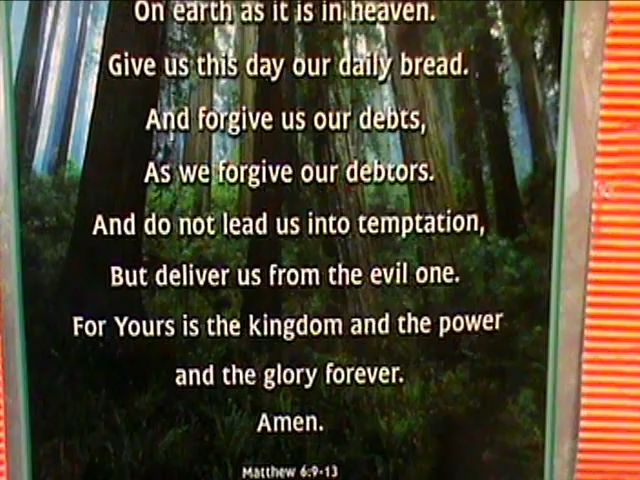 On earth as it is in heaven.
Give us this day our daily bread.
And forgive us our debts,
As we forgive our debtors.
And do not lead us into temptation,
But deliver us from the evil one.
For Yours is the kingdom and the power
and the glory forever.
Amen.
Matthew 6:9-13